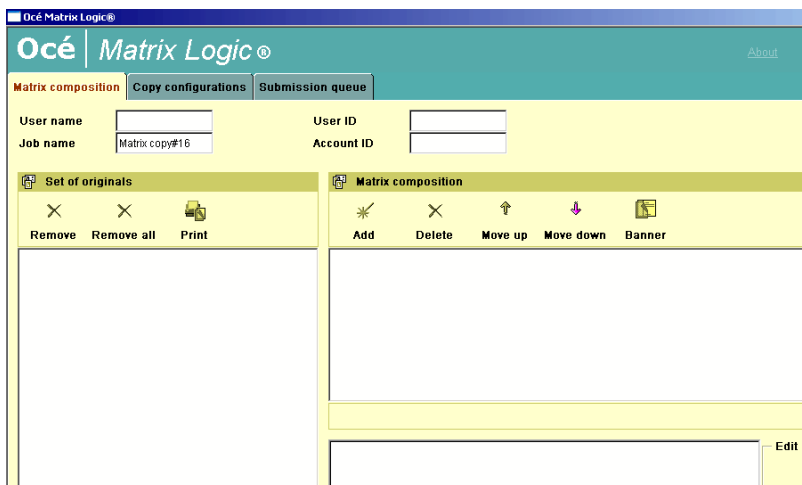 Océ Matrix Logic®
Océ Matrix Logic®
About
Matrix composition Copy configurations Submission queue
User name User ID
Job name Matrix copy#16 Account ID
Set of originals Matrix composition
Remove Remove all Print Add Delete Move up Move down Banner
Edit